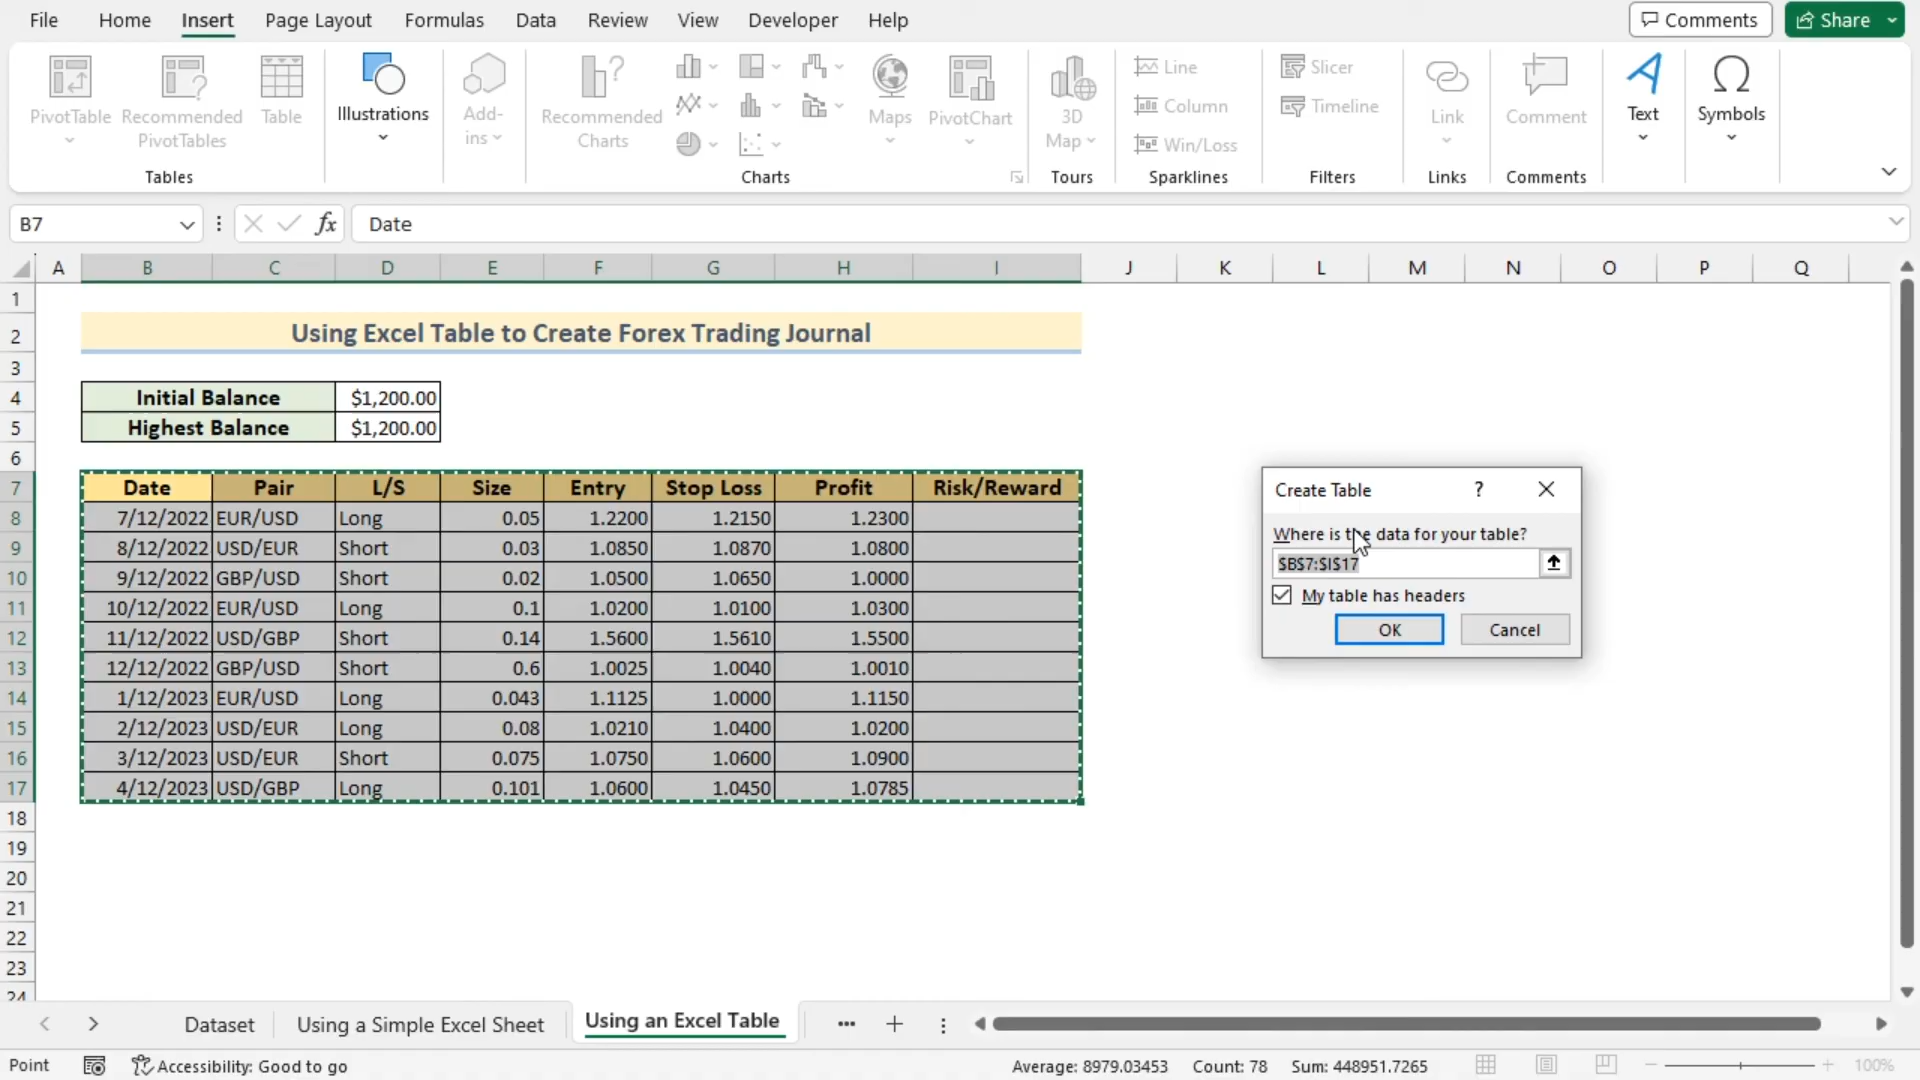 File Home Insert Page Layout Formulas Data Review View Developer Help Comments Share
PivotTable Recommended PivotTables Table Illustrations Add-ins Recommended Charts Maps PivotChart 3D Map Line Column Win/Loss Slicer Timeline Link Comment Text Symbols
Tables Charts Tours Sparklines Filters Links Comments
B7 fx Date
A B C D E F G H I J K L M N O P Q
1
2 Using Excel Table to Create Forex Trading Journal
3
4 Initial Balance $1,200.00
5 Highest Balance $1,200.00
6
7 Date Pair L/S Size Entry Stop Loss Profit Risk/Reward
8 7/12/2022 EUR/USD Long 0.05 1.2200 1.2150 1.2300
9 8/12/2022 USD/EUR Short 0.03 1.0850 1.0870 1.0800
10 9/12/2022 GBP/USD Short 0.02 1.0500 1.0650 1.0000
11 10/12/2022 EUR/USD Long 0.1 1.0200 1.0100 1.0300
12 11/12/2022 USD/GBP Short 0.14 1.5600 1.5610 1.5500
13 12/12/2022 GBP/USD Short 0.6 1.0025 1.0040 1.0010
14 1/12/2023 EUR/USD Long 0.043 1.1125 1.0000 1.1150
15 2/12/2023 USD/EUR Long 0.08 1.0210 1.0400 1.0200
16 3/12/2023 USD/EUR Short 0.075 1.0750 1.0600 1.0900
17 4/12/2023 USD/GBP Long 0.101 1.0600 1.0450 1.0785
18
19
20
21
22
23
24
Create Table ?
Where is the data for your table?
$B$7:$I$17
My table has headers
OK Cancel
Dataset Using a Simple Excel Sheet Using an Excel Table ...
Point Accessibility: Good to go Average: 8979.03453 Count: 78 Sum: 448951.7265 100%